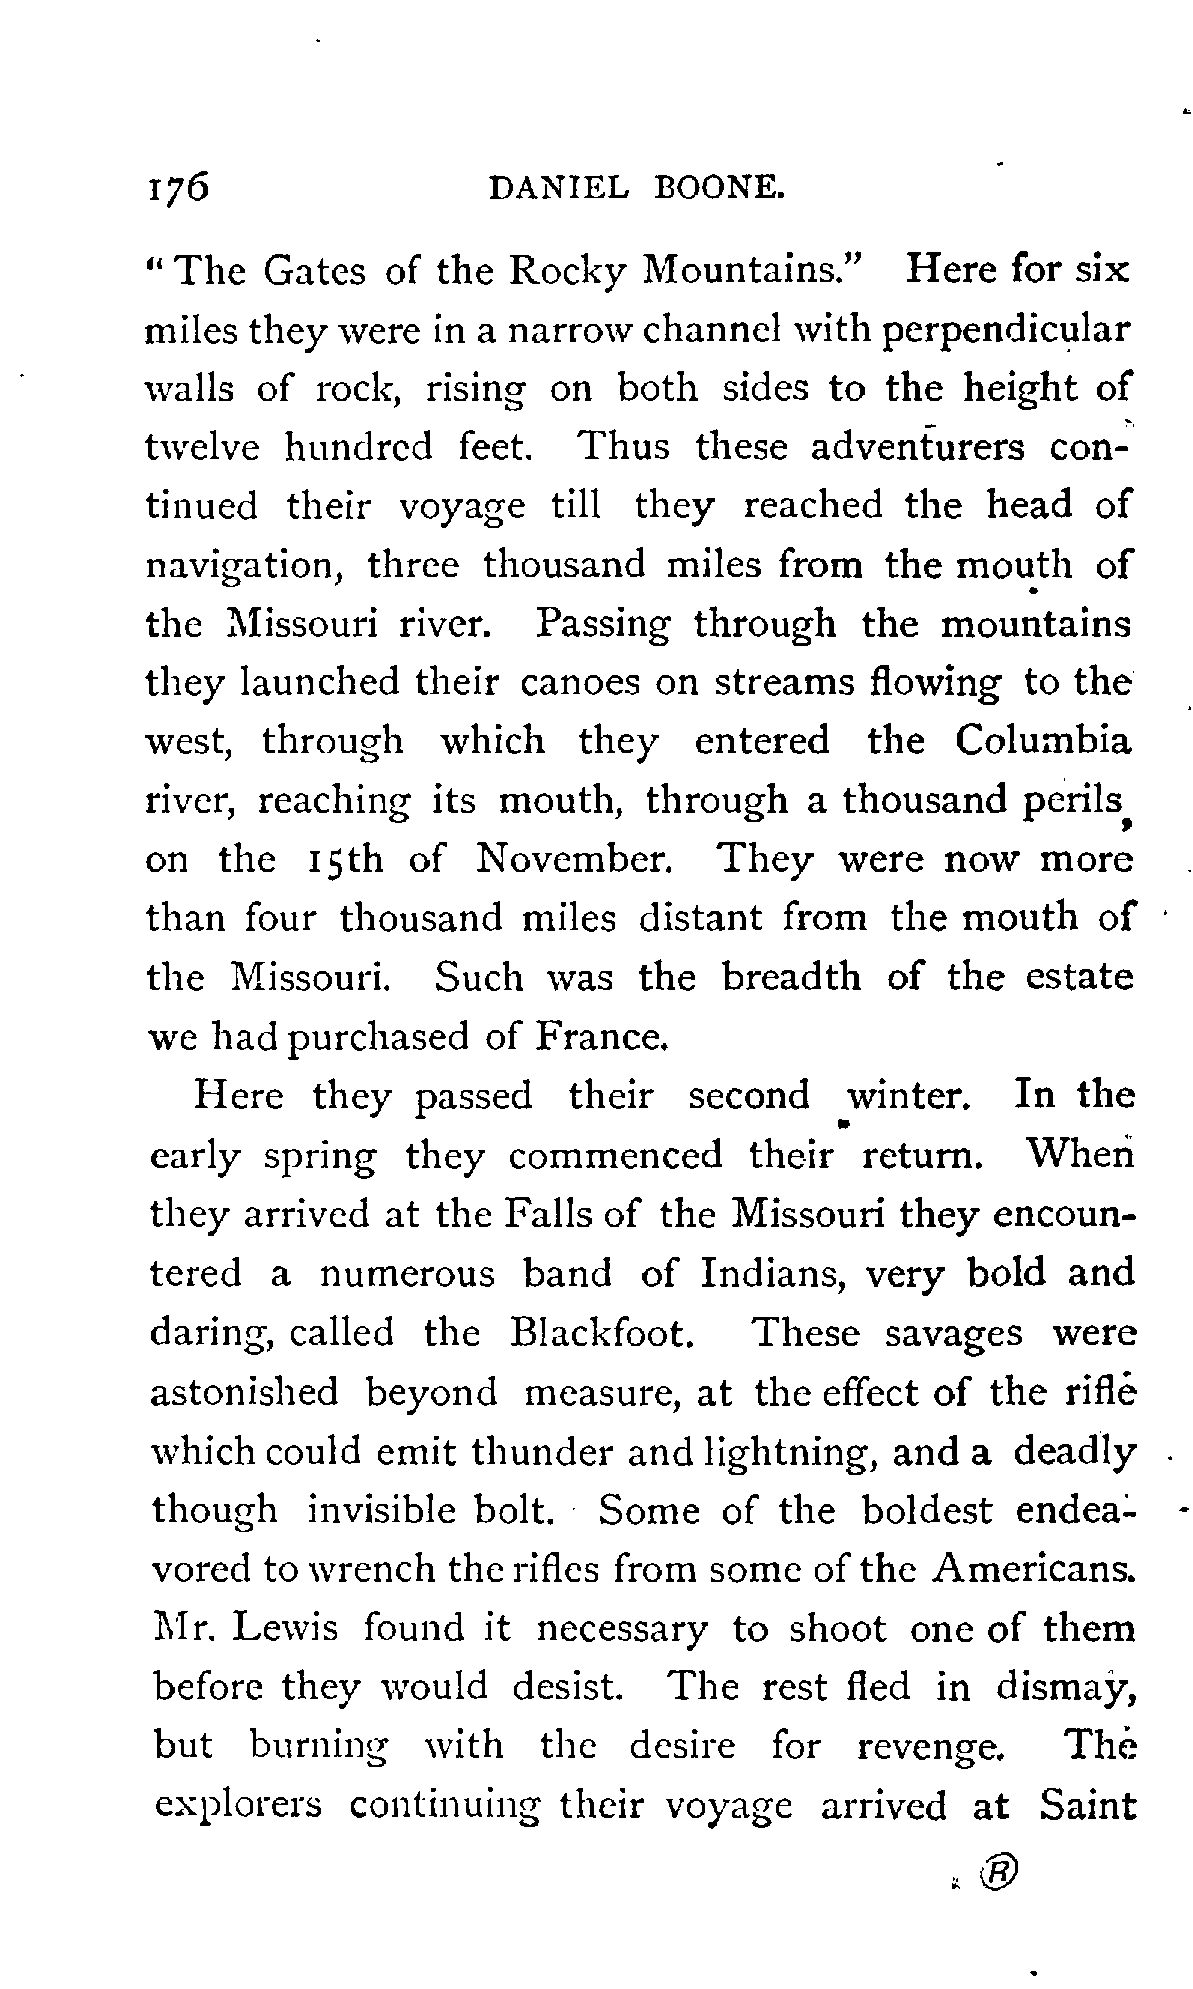 176 DANIEL BOONE.
" The Gates of the Rocky Mountains." Here for six
miles they were in a narrow channel with perpendicular
walls of rock, rising on both sides to the height of
twelve hundred feet. Thus these adventurers con-
tinued their voyage till they reached the head of
navigation, three thousand miles from the mouth of
the Missouri river. Passing through the mountains
they launched their canoes on streams flowing to the
west, through which they entered the Columbia
river, reaching its mouth, through a thousand perils,
on the 15th of November. They were now more
than four thousand miles distant from the mouth of
the Missouri. Such was the breadth of the estate
we had purchased of France.
Here they passed their second winter. In the
early spring they commenced their return. When
they arrived at the Falls of the Missouri they encoun-
tered a numerous band of Indians, very bold and
daring, called the Blackfoot. These savages were
astonished beyond measure, at the effect of the rifle
which could emit thunder and lightning, and a deadly
though invisible bolt. Some of the boldest endea-
vored to wrench the rifles from some of the Americans.
Mr. Lewis found it necessary to shoot one of them
before they would desist. The rest fled in dismay,
but burning with the desire for revenge. The
explorers continuing their voyage arrived at Saint
®